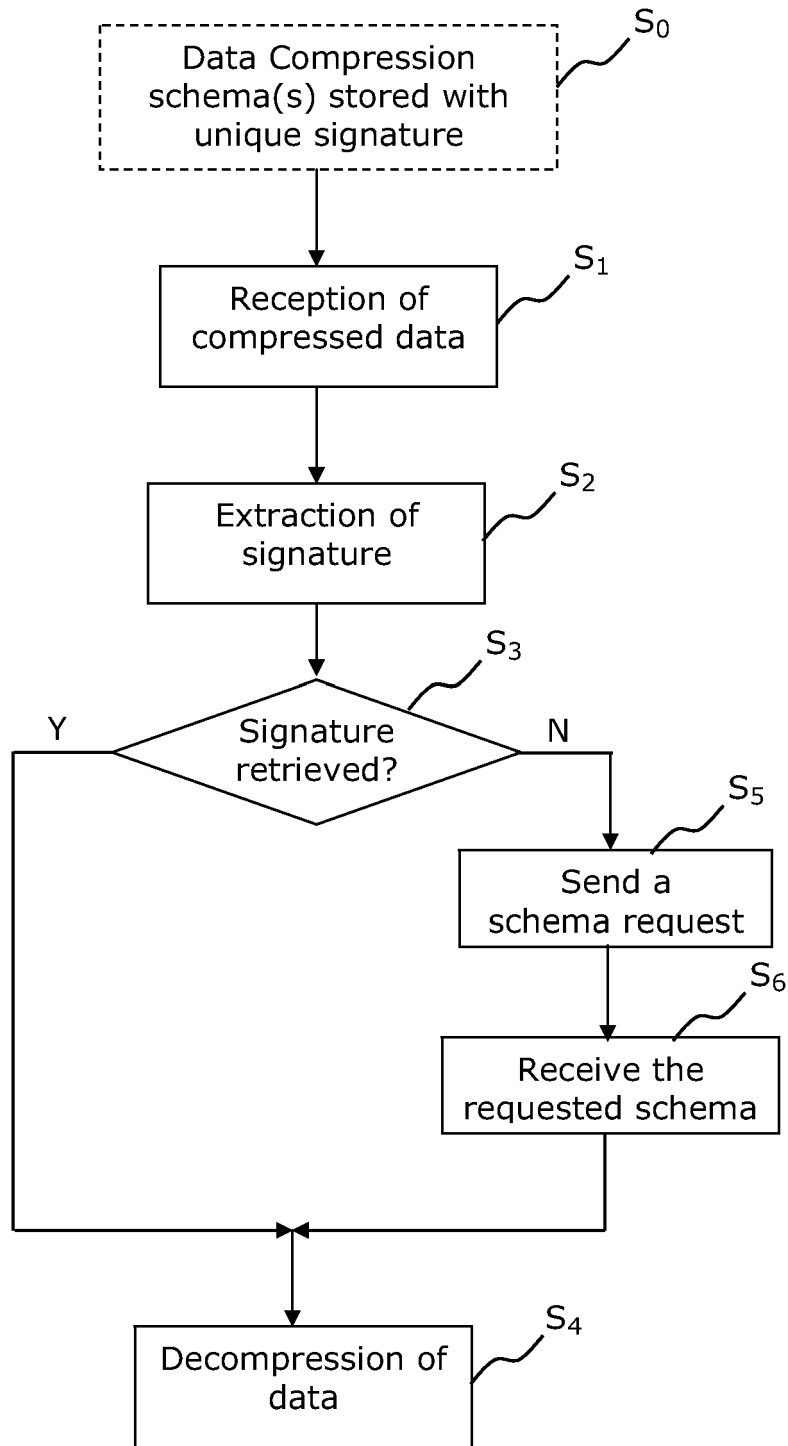 S₀
Data Compression
schema(s) stored with
unique signature
S₁
Reception of
compressed data
S₂
Extraction of
signature
S₃
Y
Signature
retrieved?
N
S₅
Send a
schema request
S₆
Receive the
requested schema
S₄
Decompression of
data